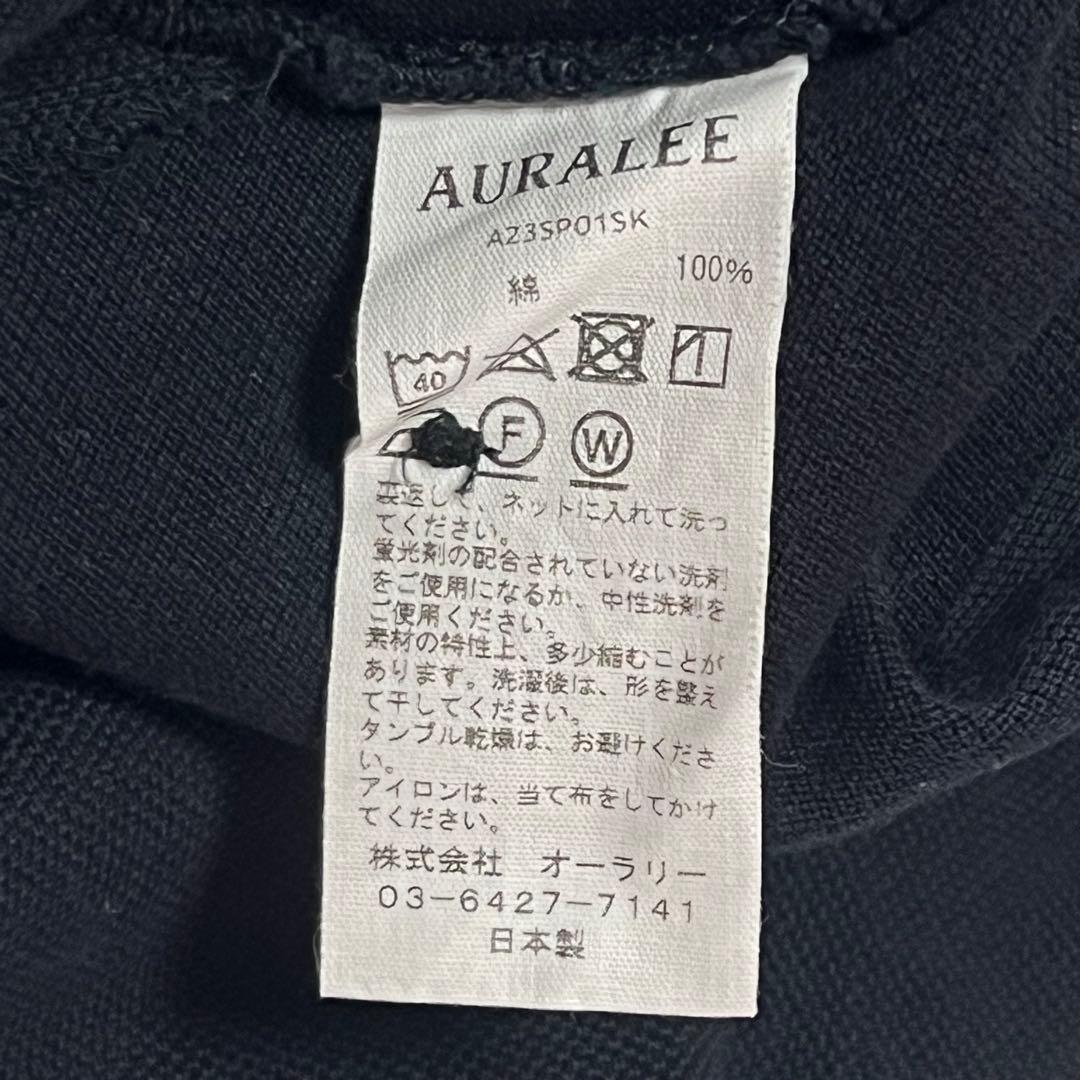 AURALEE
AZ3SP01SK
綿 100%
40
F W
裏返して、ネットに入れて洗っ
てください。
蛍光剤の配合されていない洗剤
をご使用になるか、中性洗剤を
ご使用ください。
素材の特性上、多少縮むことが
あります。洗濯後は、形を整え
て干してください。
タンブル乾燥は、お避けくださ
い。
アイロンは、当て布をしてかけ
てください。
株式会社 オーラリー
03-6427-7141
日本製